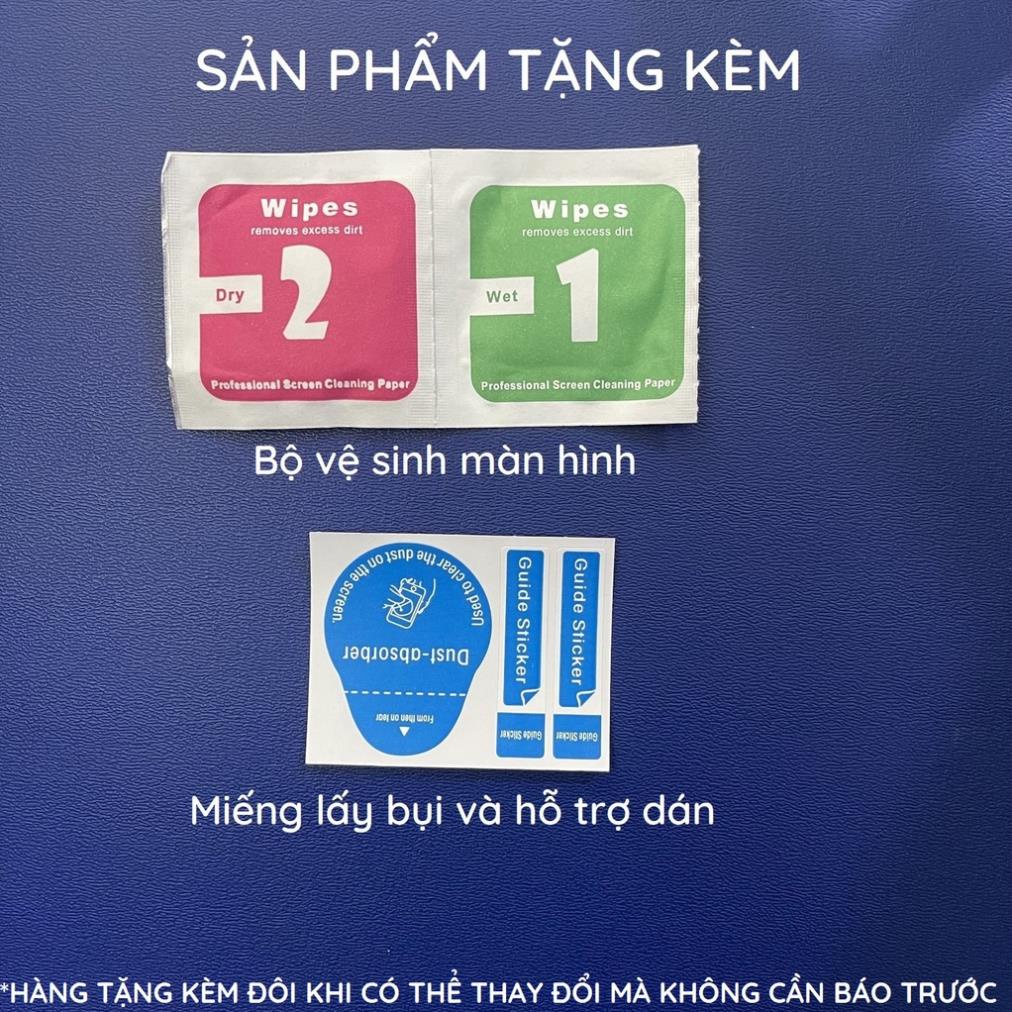 SẢN PHẨM TẶNG KÈM
Wipes
removes excess dirt
Dry
2
Professional Screen Cleaning Paper
Wipes
removes excess dirt
Wet
1
Professional Screen Cleaning Paper
Bộ vệ sinh màn hình
Used to clear the dust on the screen.
Dust-absorber
From then on tear
Guide Sticker
Guide Sticker
Guide Sticker
Guide Sticker
Miếng lấy bụi và hỗ trợ dán
*HÀNG TẶNG KÈM ĐÔI KHI CÓ THỂ THAY ĐỔI MÀ KHÔNG CẦN BÁO TRƯỚC